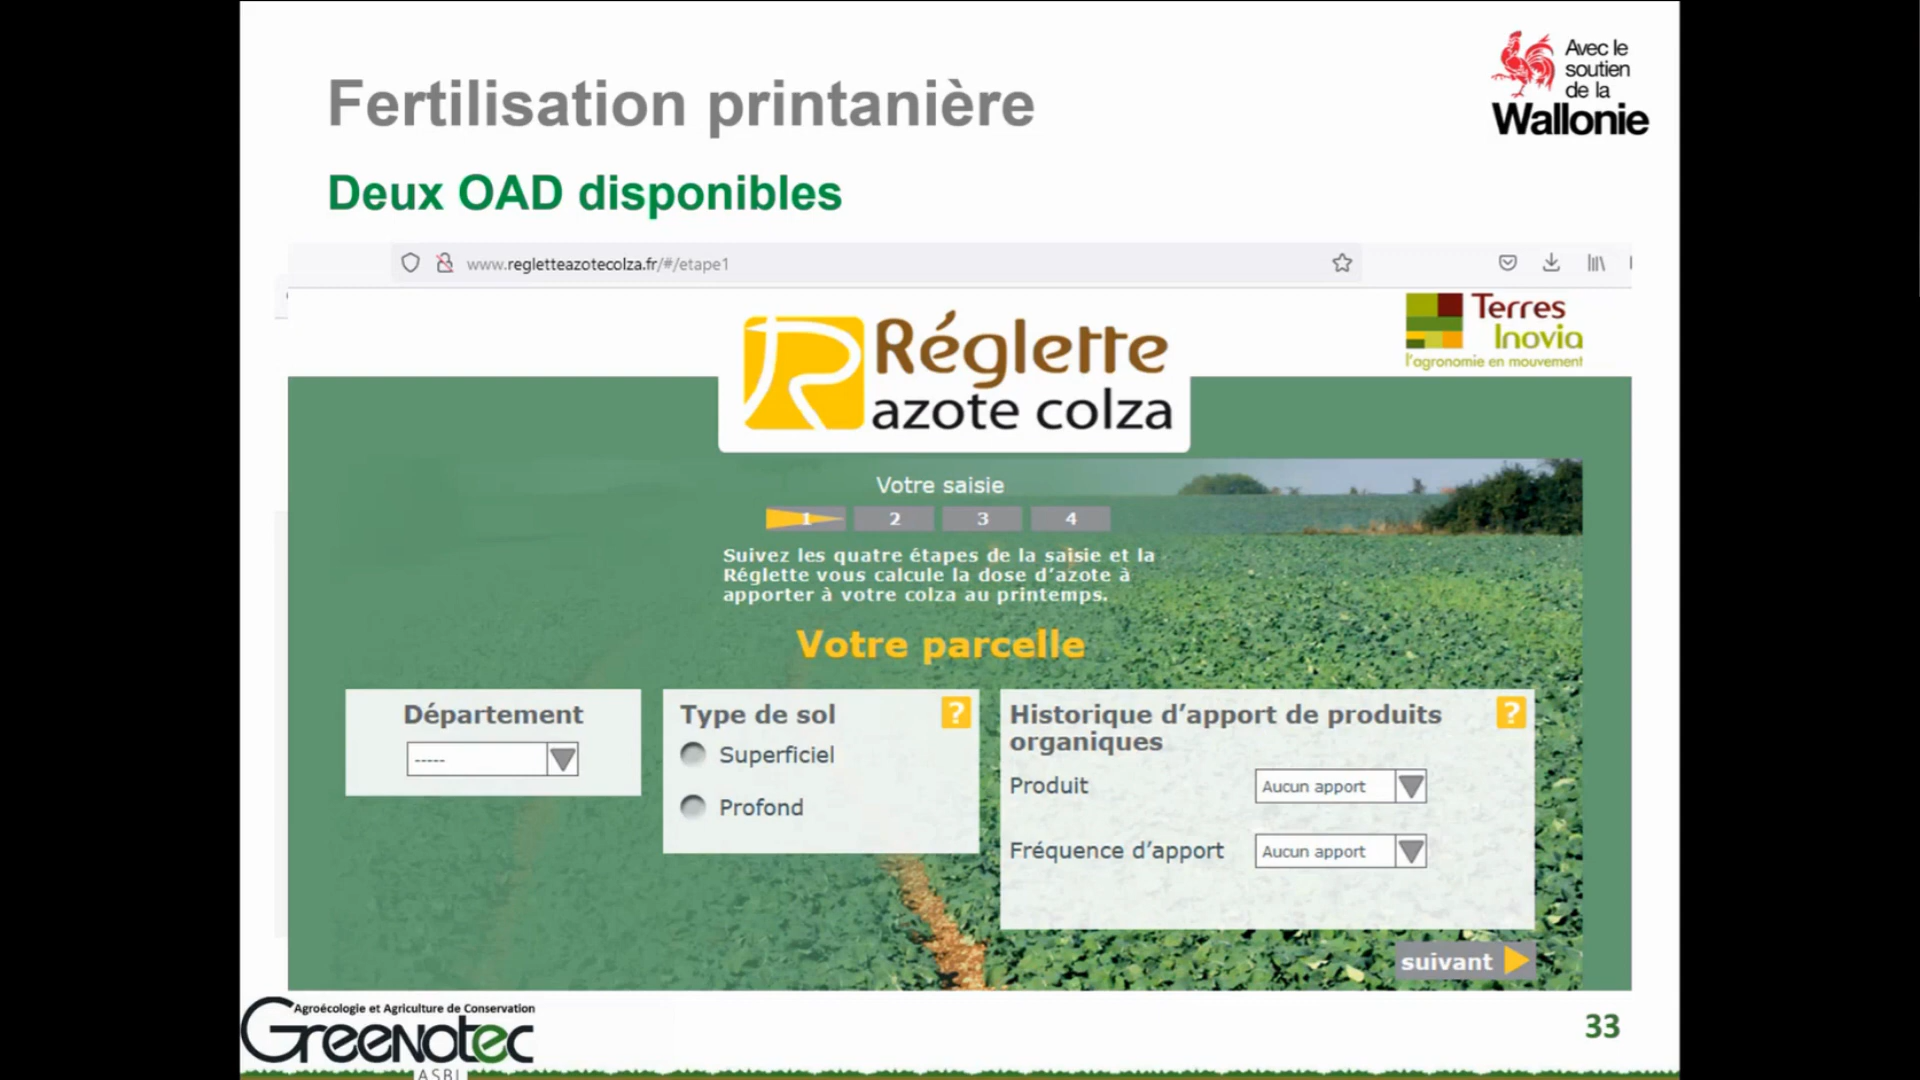 Fertilisation printanière
Avec le
soutien
de la
Wallonie
Deux OAD disponibles
www.regletteazotecolza.fr/#/etape1
Réglette
azote colza
Terres
Inovia
l'agronomie en mouvement
Votre saisie
1 2 3 4
Suivez les quatre étapes de la saisie et la
Réglette vous calcule la dose d'azote à
apporter à votre colza au printemps.
Votre parcelle
Département
-----
Type de sol ?
Superficiel
Profond
Historique d'apport de produits ?
organiques
Produit Aucun apport
Fréquence d'apport Aucun apport
suivant
Agroécologie et Agriculture de Conservation
Greenotec
ASBL
33